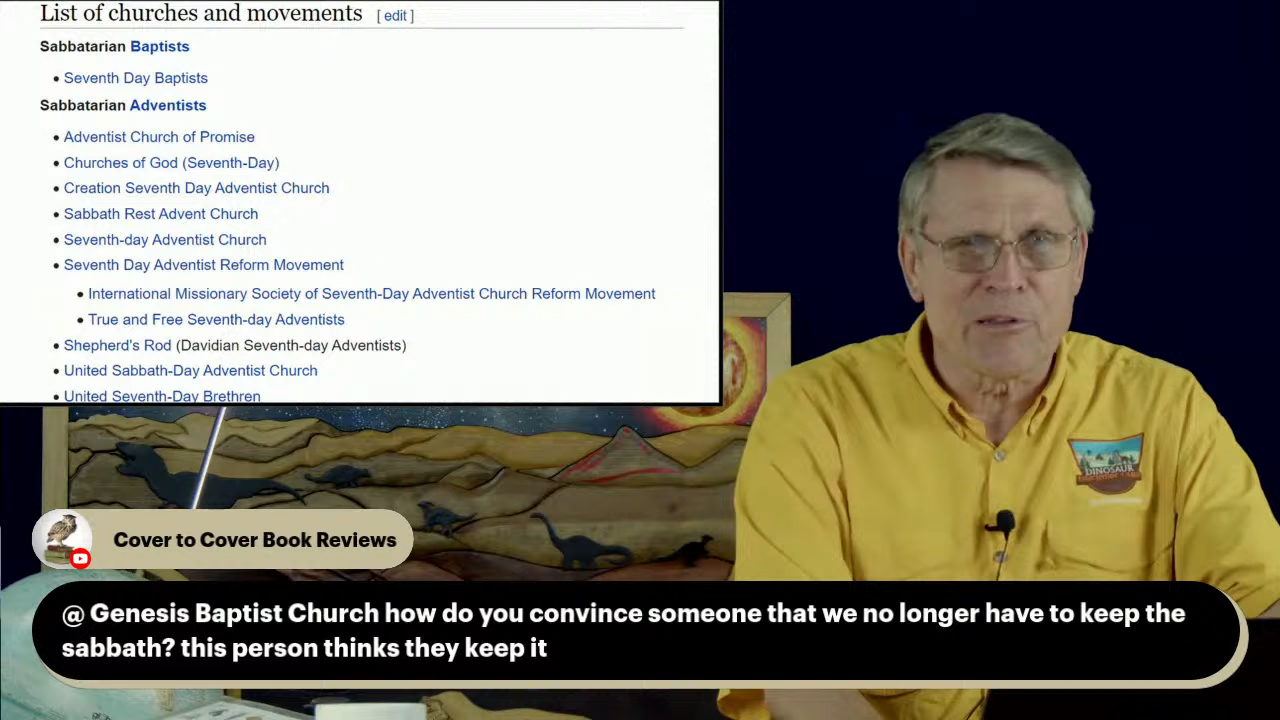 List of churches and movements [ edit ]
Sabbatarian Baptists
• Seventh Day Baptists
Sabbatarian Adventists
• Adventist Church of Promise
• Churches of God (Seventh-Day)
• Creation Seventh Day Adventist Church
• Sabbath Rest Advent Church
• Seventh-day Adventist Church
• Seventh Day Adventist Reform Movement
• International Missionary Society of Seventh-Day Adventist Church Reform Movement
• True and Free Seventh-day Adventists
• Shepherd's Rod (Davidian Seventh-day Adventists)
• United Sabbath-Day Adventist Church
• United Seventh-Day Brethren
DINOSAUR
Cover to Cover Book Reviews
@ Genesis Baptist Church how do you convince someone that we no longer have to keep the
sabbath? this person thinks they keep it